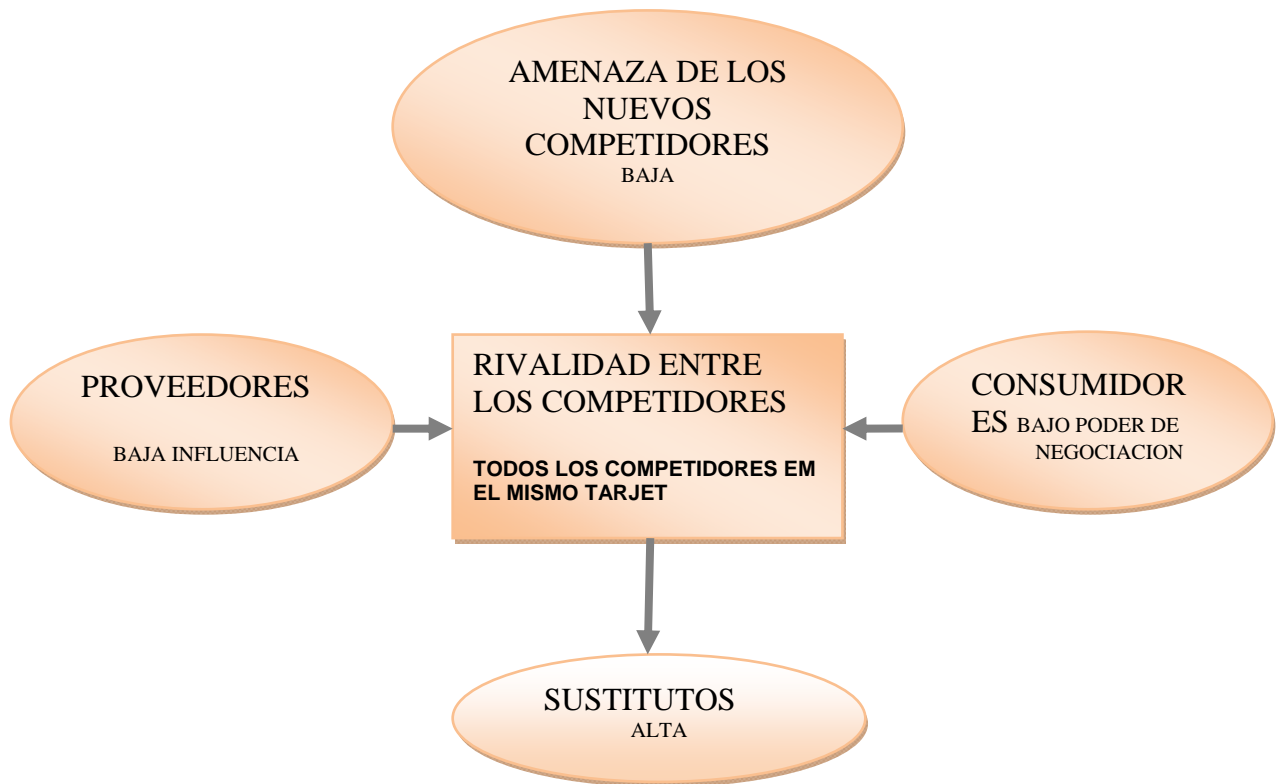 AMENAZA DE LOS
NUEVOS
COMPETIDORES
BAJA
PROVEEDORES
BAJA INFLUENCIA
RIVALIDAD ENTRE
LOS COMPETIDORES
TODOS LOS COMPETIDORES EM
EL MISMO TARJET
CONSUMIDOR
ES BAJO PODER DE
NEGOCIACION
SUSTITUTOS
ALTA